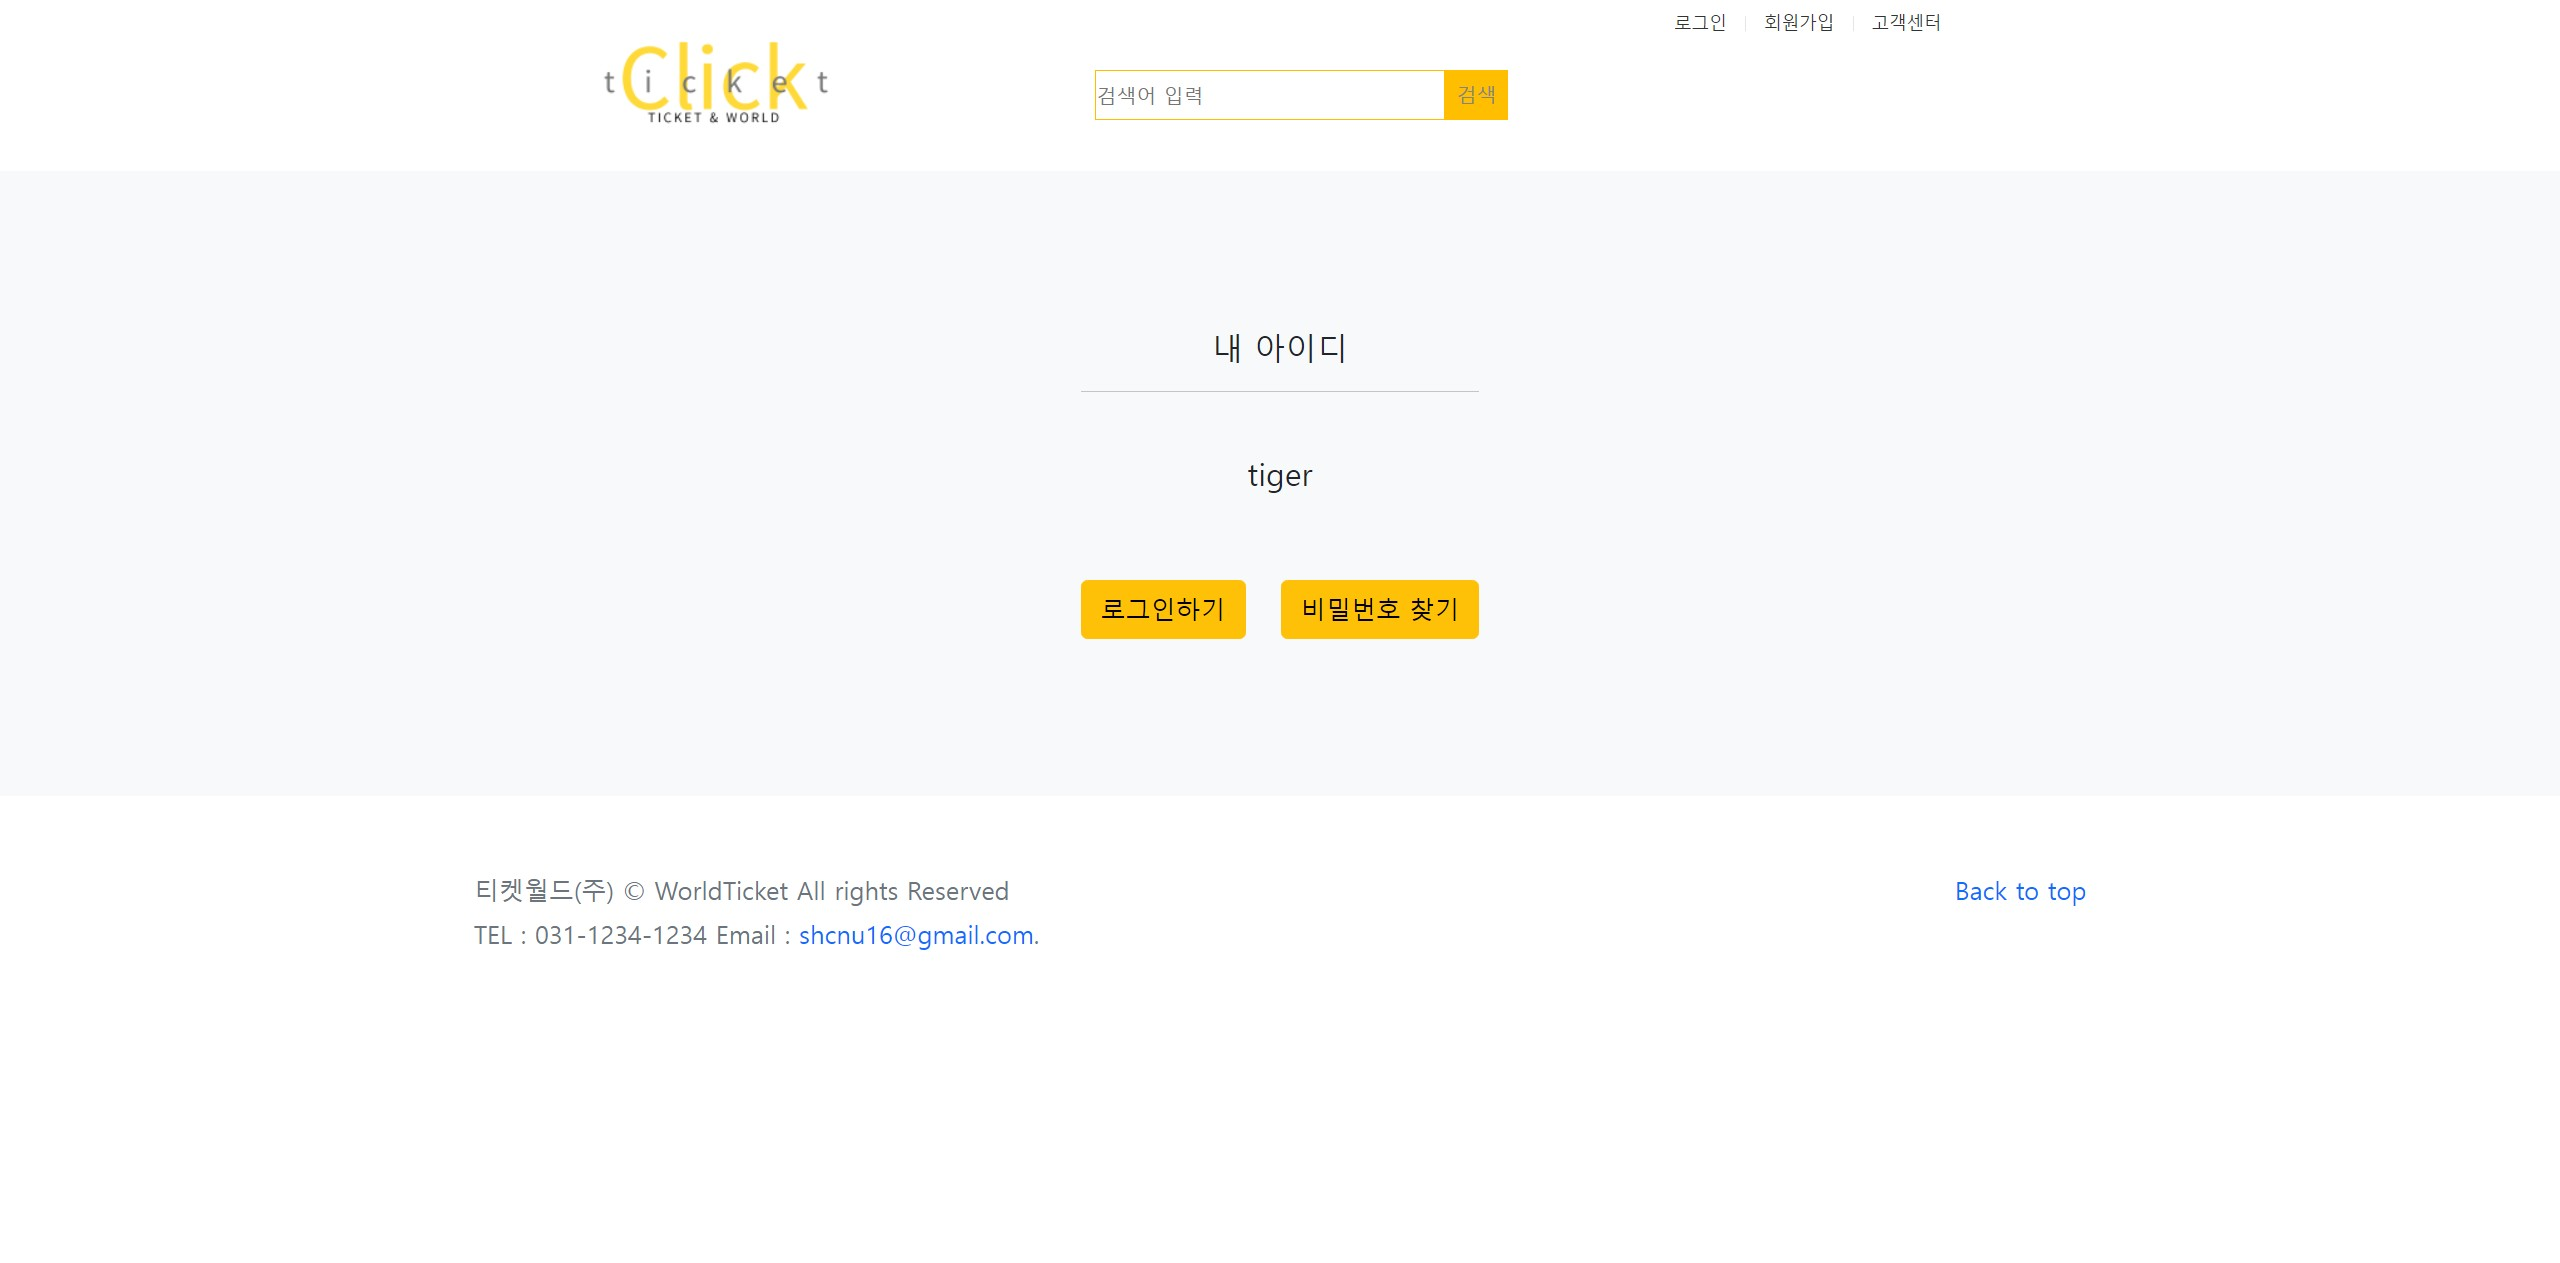 로그인 회원가입 고객센터
Click
ticket
TICKET & WORLD
검색어 입력 검색
내 아이디
tiger
로그인하기 비밀번호 찾기
티켓월드(주) © WorldTicket All rights Reserved Back to top
TEL : 031-1234-1234 Email : shcnu16@gmail.com.